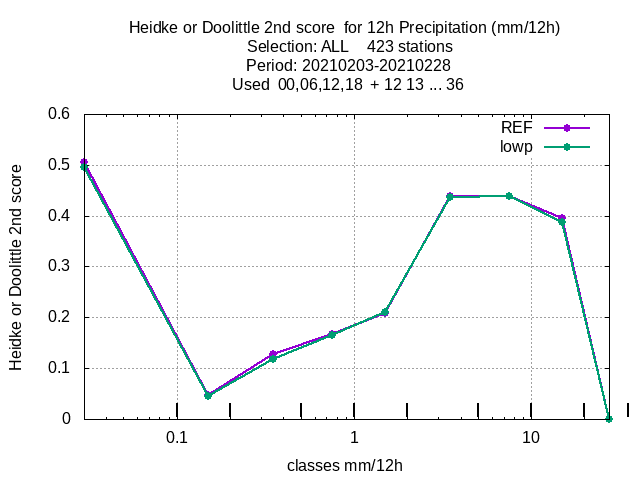 Heidke or Doolittle 2nd score  for 12h Precipitation (mm/12h)
Selection: ALL    423 stations
Period: 20210203-20210228
Used  00,06,12,18  + 12 13 ... 36
REF
lowp
Heidke or Doolittle 2nd score
0.6
0.5
0.4
0.3
0.2
0.1
0
0.1 1 10
classes mm/12h